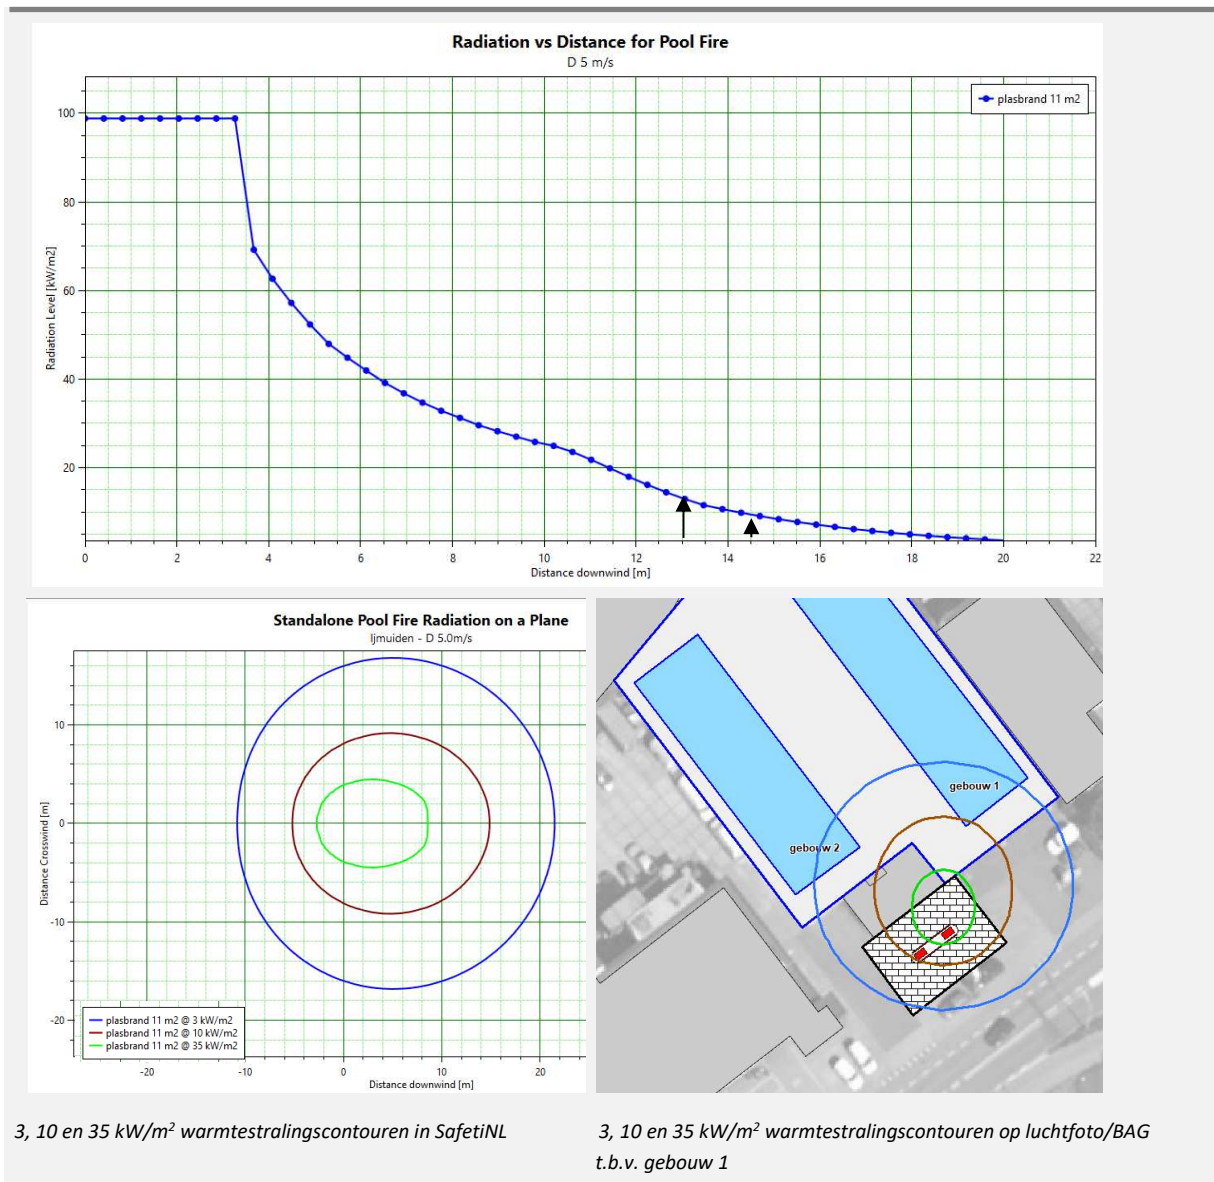 Radiation vs Distance for Pool Fire
D 5 m/s
plasbrand 11 m2
Radiation Level [kW/m2]
100
80
60
40
20
0 2 4 6 8 10 12 14 16 18 20 22
Distance downwind [m]
Standalone Pool Fire Radiation on a Plane
Ijmuiden - D 5.0m/s
Distance Crosswind [m]
10
0
-10
-20
plasbrand 11 m2 @ 3 kW/m2
plasbrand 11 m2 @ 10 kW/m2
plasbrand 11 m2 @ 35 kW/m2
-20 -10 0 10 20
Distance downwind [m]
gebouw 1
gebouw 2
3, 10 en 35 kW/m² warmtestralingscontouren in SafetiNL
3, 10 en 35 kW/m² warmtestralingscontouren op luchtfoto/BAG
t.b.v. gebouw 1